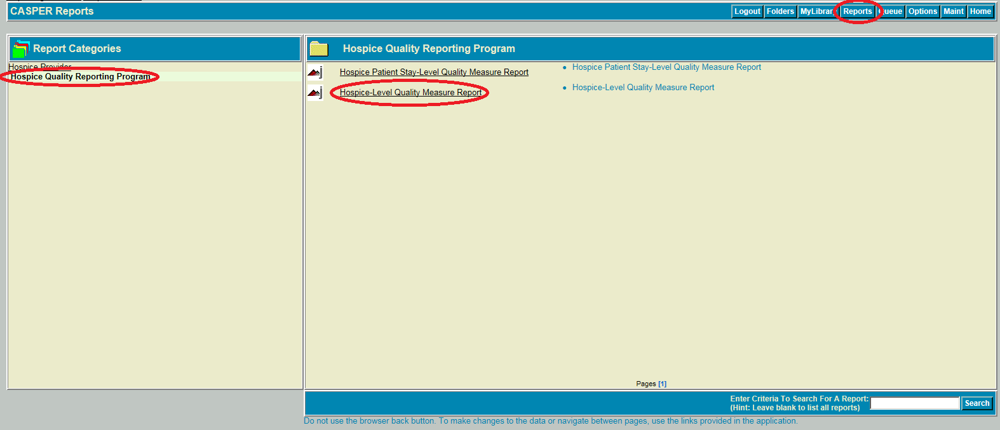 CASPER Reports
Logout Folders MyLibrary Reports Queue Options Maint Home
Report Categories
Hospice Provider
Hospice Quality Reporting Program
Hospice Quality Reporting Program
Hospice Patient Stay-Level Quality Measure Report
• Hospice Patient Stay-Level Quality Measure Report
Hospice-Level Quality Measure Report
• Hospice-Level Quality Measure Report
Pages [1]
Enter Criteria To Search For A Report:
(Hint: Leave blank to list all reports)
Search
Do not use the browser back button. To make changes to the data or navigate between pages, use the links provided in the application.